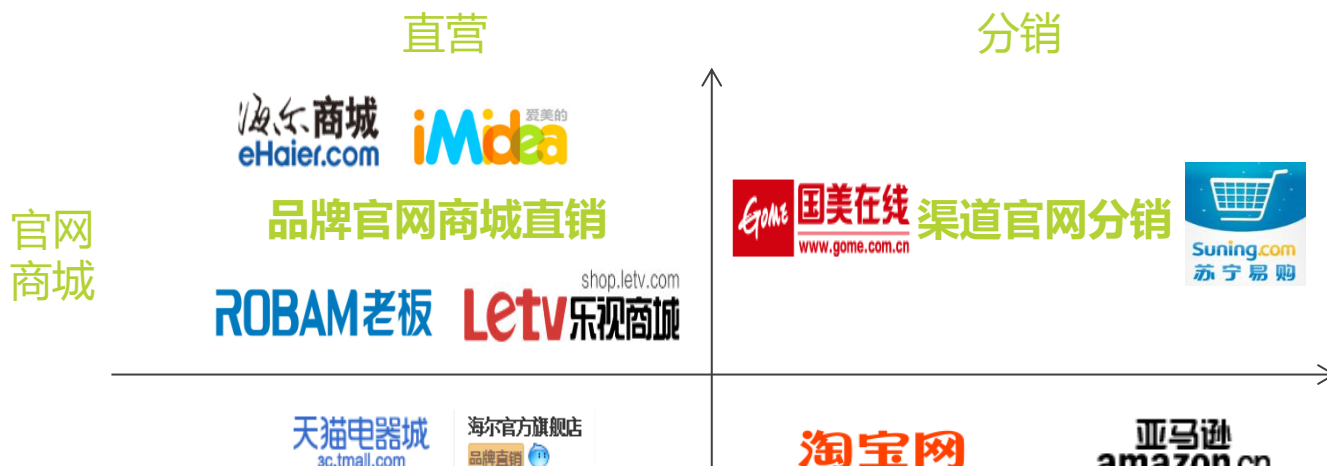 直营
分销
海尔商城
eHaier.com
爱美的
iMidea
官网
商城
品牌官网商城直销
GOME 国美在线
www.gome.com.cn
渠道官网分销
Suning.com
苏宁易购
ROBAM老板
shop.letv.com
Letv乐视商城
天猫电器城
3c.tmall.com
海尔官方旗舰店
品牌直销
淘宝网
亚马逊
amazon.cn